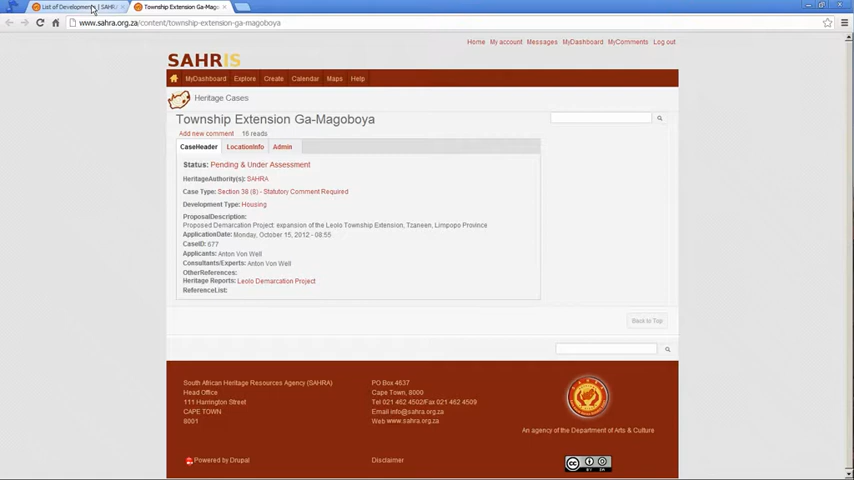 List of Developments | SAHR
Township Extension Ga-Mago
www.sahra.org.za/content/township-extension-ga-magoboya
Home My account Messages MyDashboard MyComments Log out
SAHRIS
MyDashboard Explore Create Calendar Maps Help
Heritage Cases
Township Extension Ga-Magoboya
Add new comment 16 reads
CaseHeader LocationInfo Admin
Status: Pending & Under Assessment
HeritageAuthority(s): SAHRA
Case Type: Section 38 (8) - Statutory Comment Required
Development Type: Housing
ProposalDescription:
Proposed Demarcation Project: expansion of the Leolo Township Extension, Tzaneen, Limpopo Province
ApplicationDate: Monday, October 15, 2012 - 08:55
CaseID: 677
Applicants: Anton Von Well
Consultants/Experts: Anton Von Well
OtherReferences:
Heritage Reports: Leolo Demarcation Project
ReferenceList:
Back to Top
South African Heritage Resources Agency (SAHRA)
Head Office
111 Harrington Street
CAPE TOWN
8001
PO Box 4637
Cape Town, 8000
Tel 021 462 4502/Fax 021 462 4509
Email info@sahra.org.za
Web www.sahra.org.za
An agency of the Department of Arts & Culture
Powered by Drupal
Disclaimer